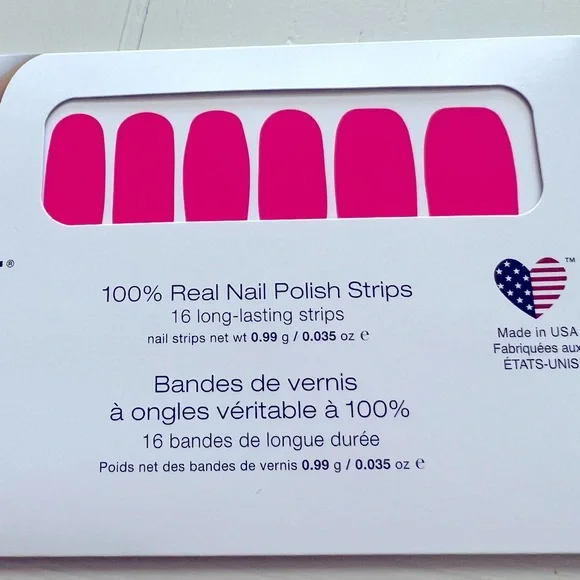 ®
100% Real Nail Polish Strips
16 long-lasting strips
nail strips net wt 0.99 g / 0.035 oz ℮
Bandes de vernis
à ongles véritable à 100%
16 bandes de longue durée
Poids net des bandes de vernis 0.99 g / 0.035 oz ℮
TM
Made in USA
Fabriquées aux
ÉTATS-UNIS